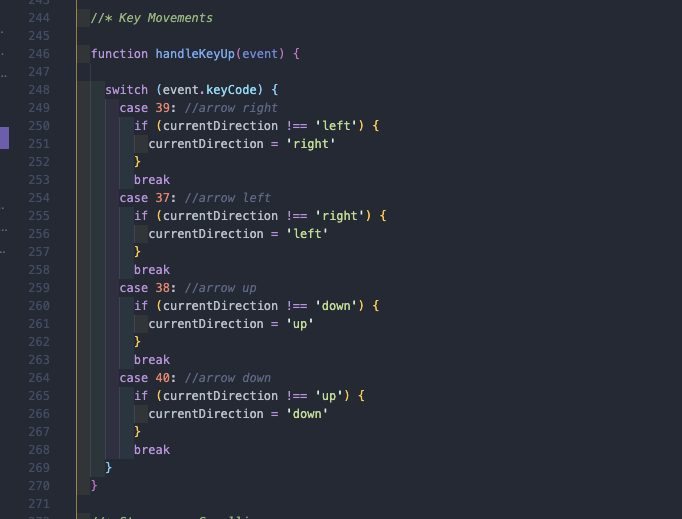 244 //* Key Movements
245
246 function handleKeyUp(event) {
247
248 switch (event.keyCode) {
249 case 39: //arrow right
250 if (currentDirection !== 'left') {
251 currentDirection = 'right'
252 }
253 break
254 case 37: //arrow left
255 if (currentDirection !== 'right') {
256 currentDirection = 'left'
257 }
258 break
259 case 38: //arrow up
260 if (currentDirection !== 'down') {
261 currentDirection = 'up'
262 }
263 break
264 case 40: //arrow down
265 if (currentDirection !== 'up') {
266 currentDirection = 'down'
267 }
268 break
269 }
270 }
271